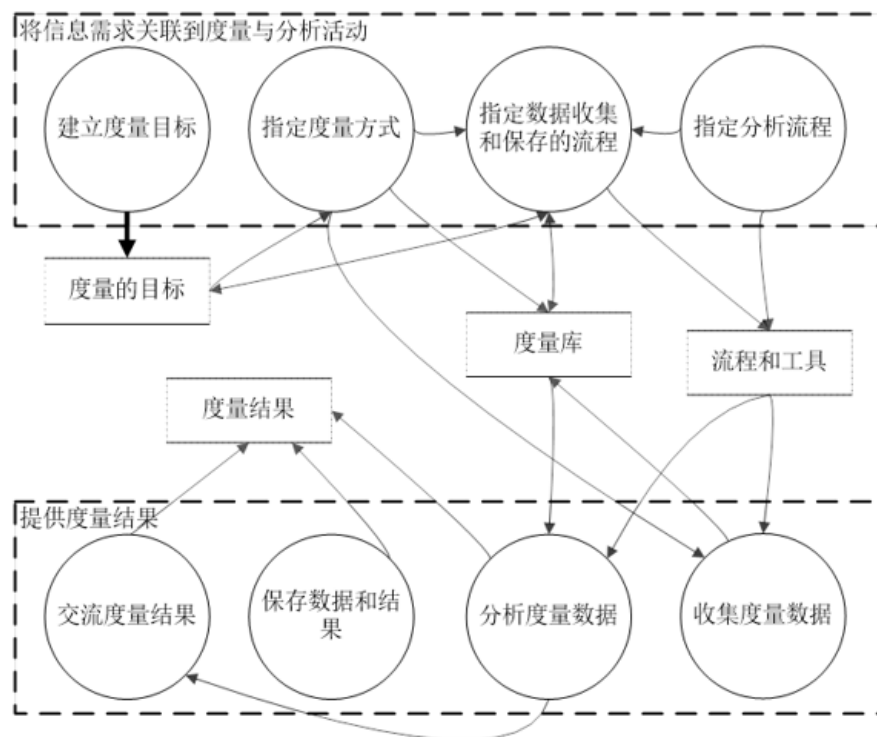 将信息需求关联到度量与分析活动
建立度量目标
指定度量方式
指定数据收集
和保存的流程
指定分析流程
度量的目标
度量库
流程和工具
度量结果
提供度量结果
交流度量结果
保存数据和结
果
分析度量数据
收集度量数据